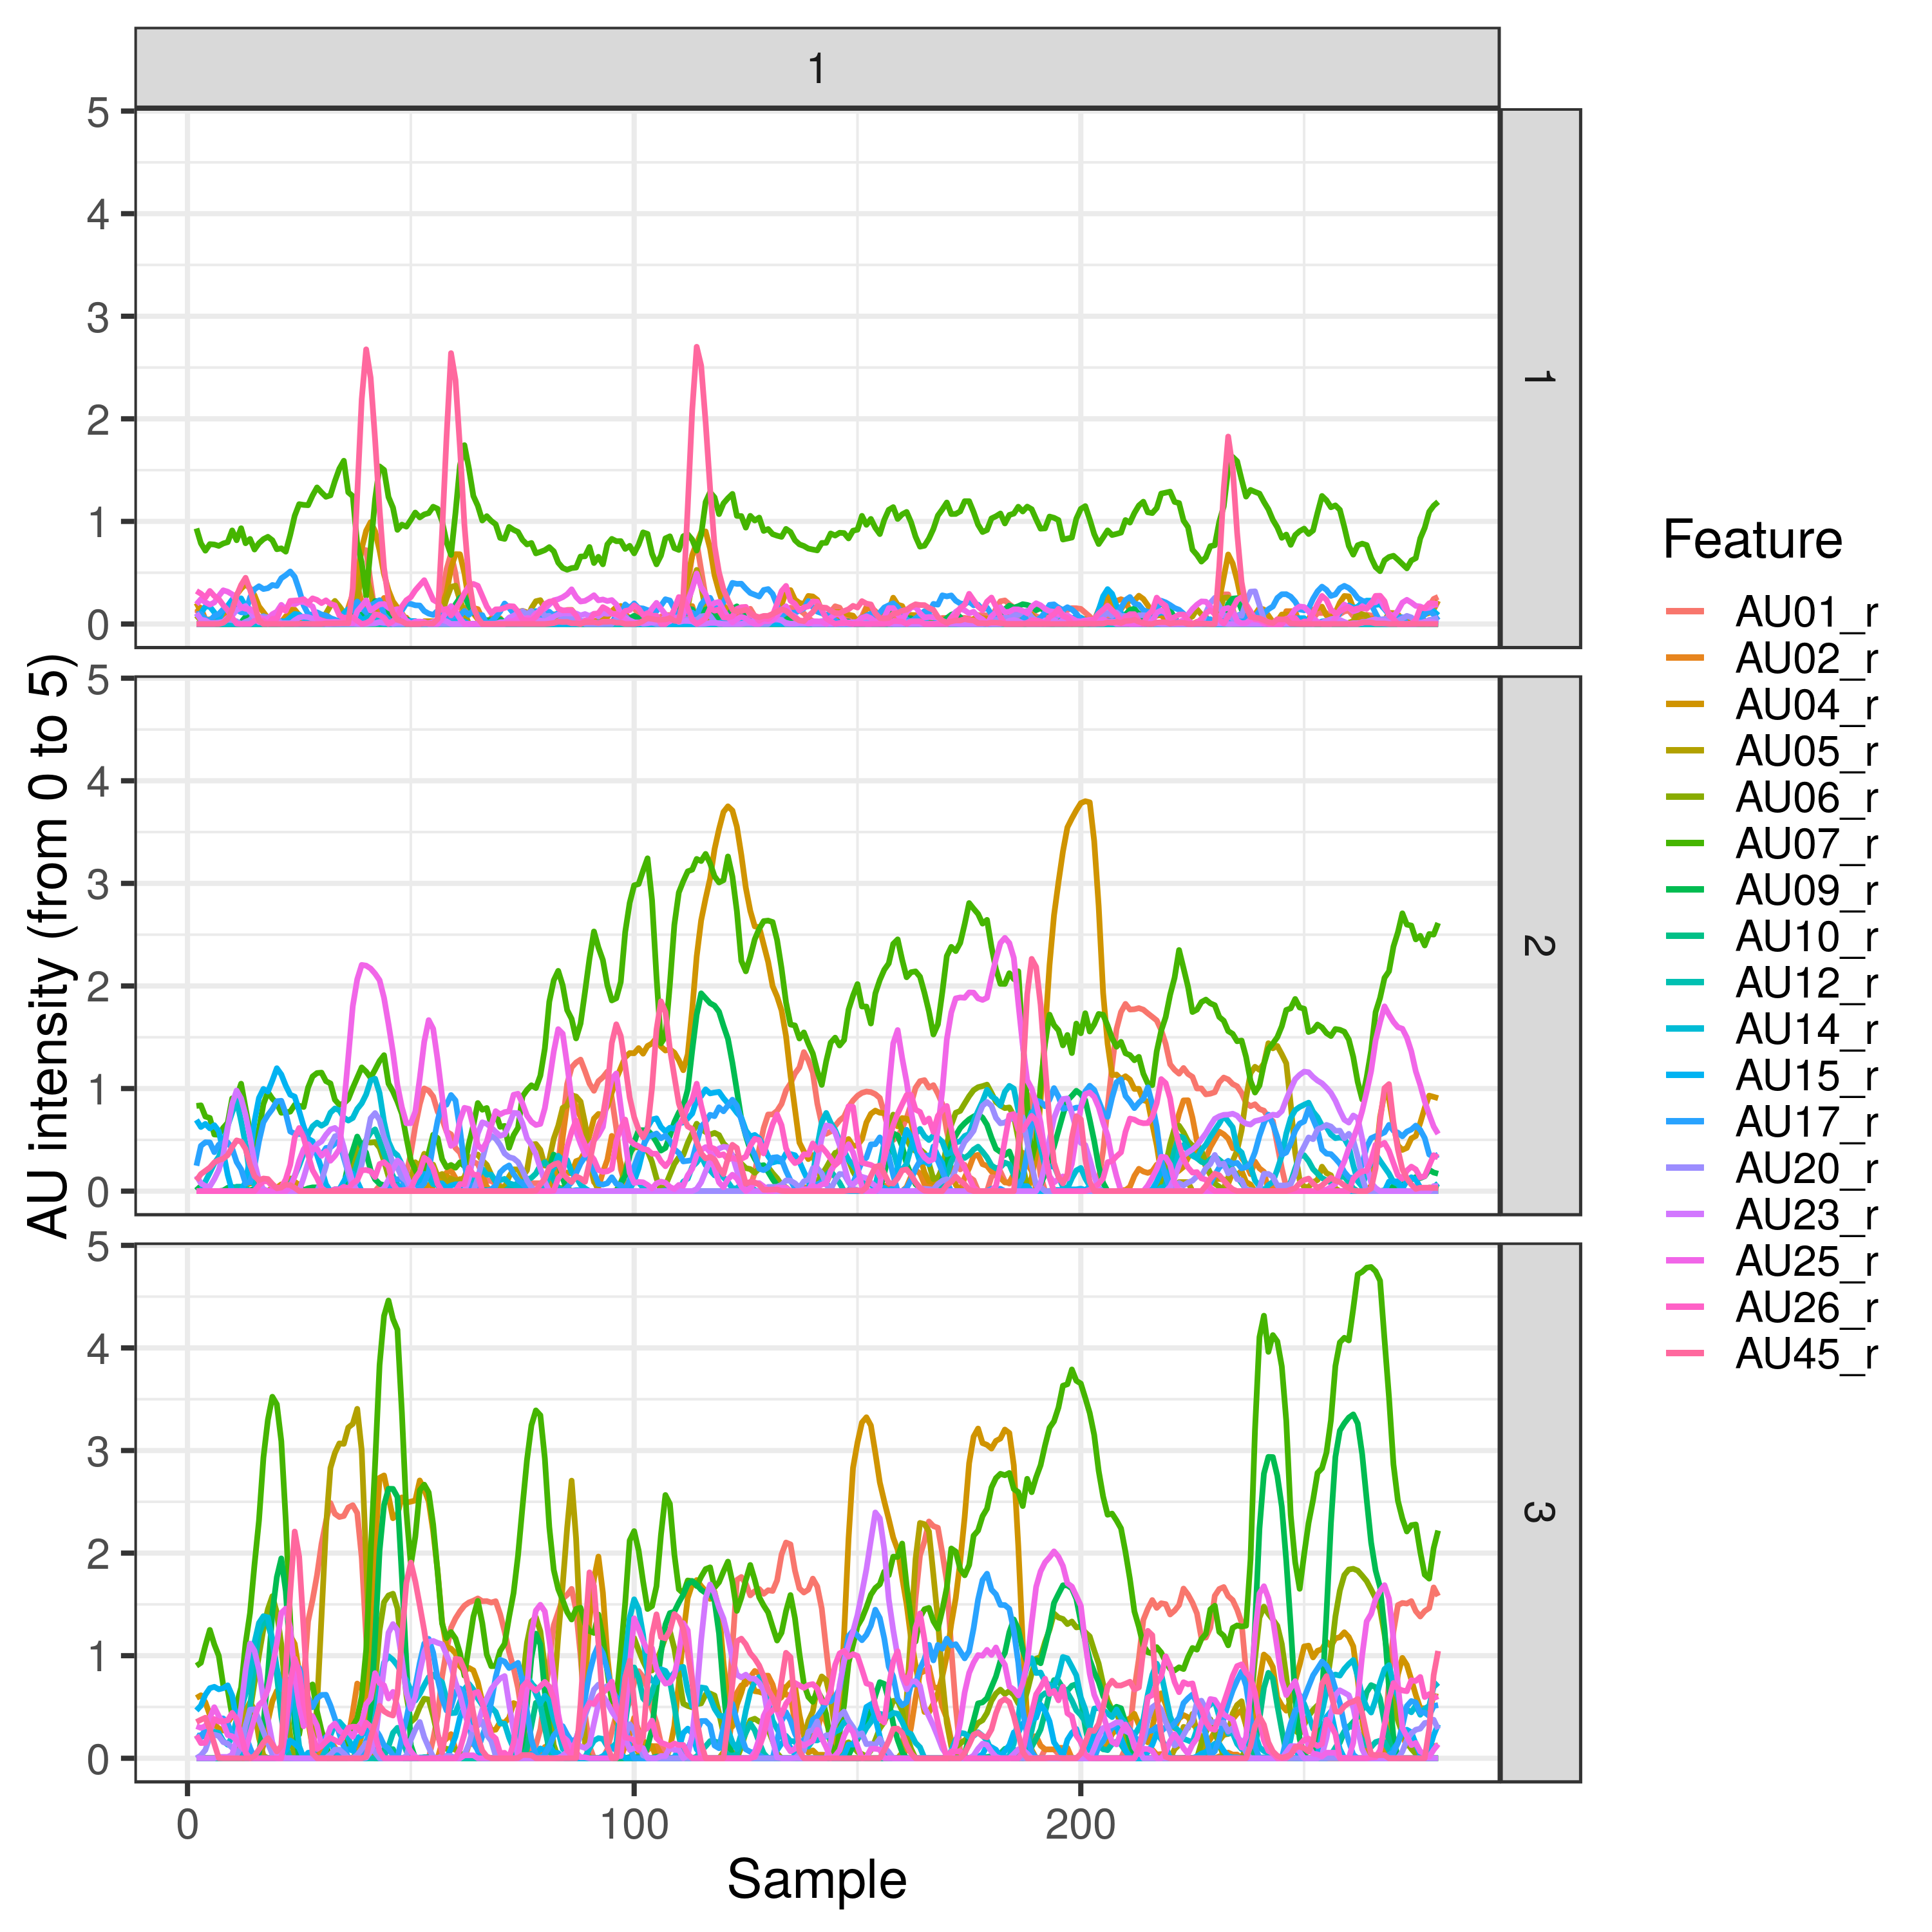 1
5
4
3
2
1
0
1
5
4
3
2
1
0
2
5
4
3
2
1
0
3
0 100 200
Sample
AU intensity (from 0 to 5)
Feature
AU01_r
AU02_r
AU04_r
AU05_r
AU06_r
AU07_r
AU09_r
AU10_r
AU12_r
AU14_r
AU15_r
AU17_r
AU20_r
AU23_r
AU25_r
AU26_r
AU45_r